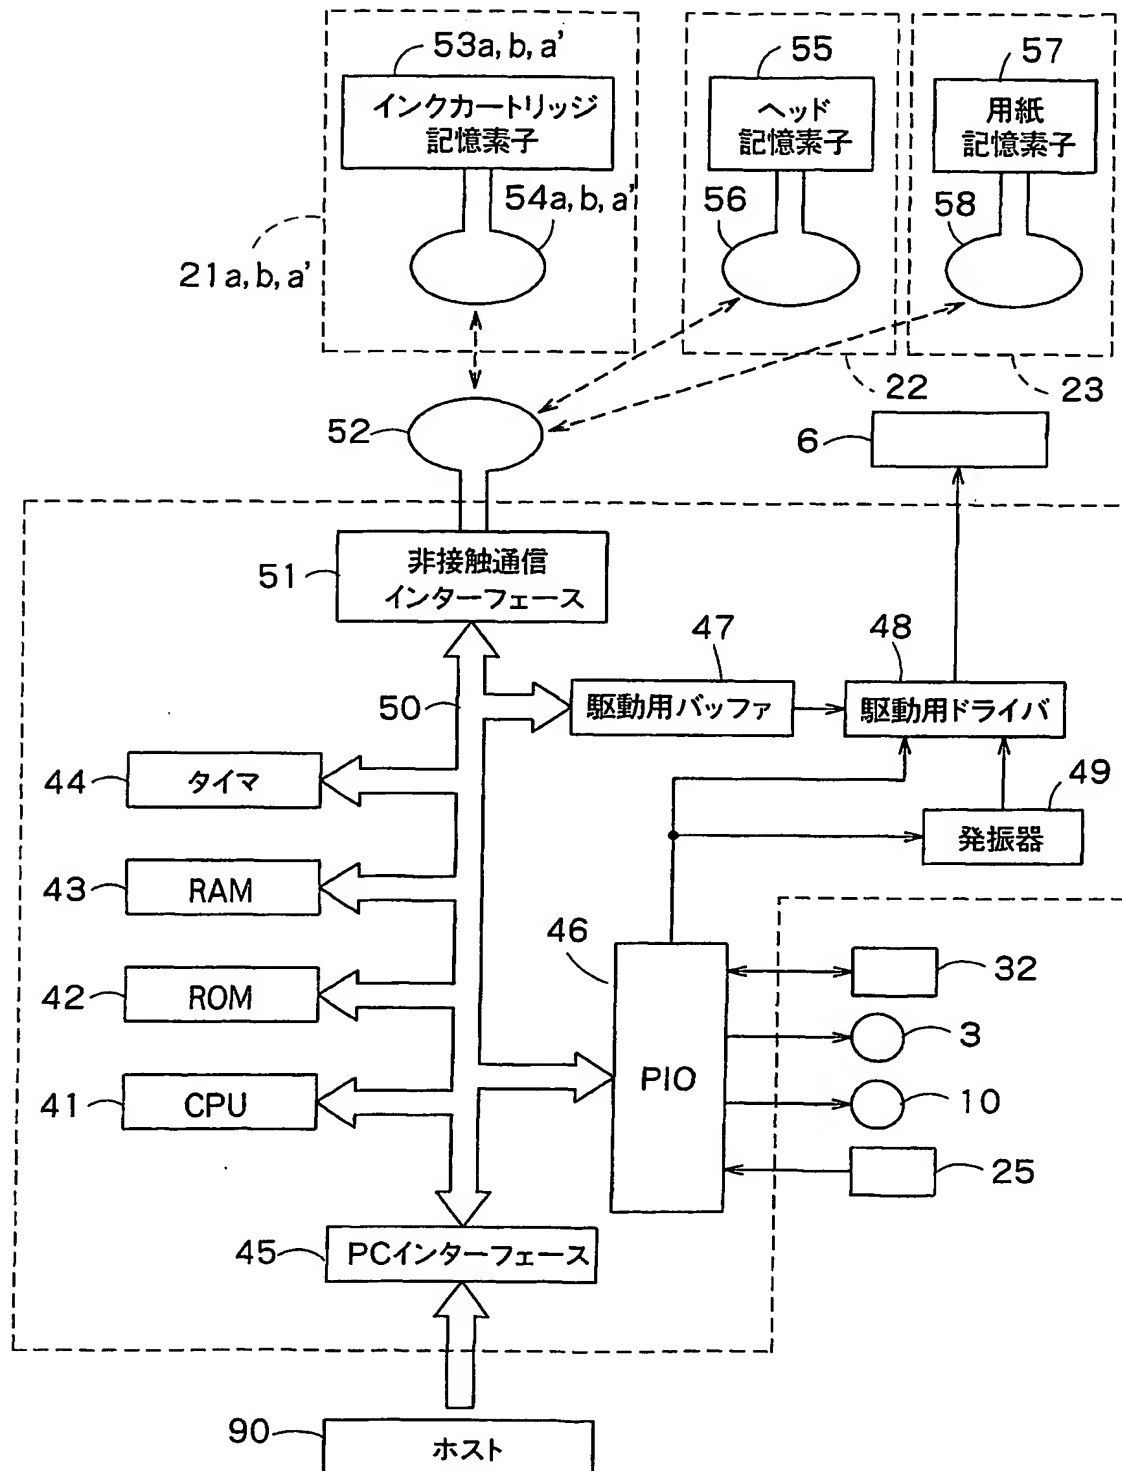 53a, b, a'
インクカートリッジ
記憶素子
54a, b, a'
21a, b, a'
55
ヘッド
記憶素子
56
57
用紙
記憶素子
58
22
23
52
6
51
非接触通信
インターフェース
50
47
駆動用バッファ
48
駆動用ドライバ
44
タイマ
49
発振器
43
RAM
42
ROM
41
CPU
46
PIO
32
3
10
25
45
PCインターフェース
90
ホスト